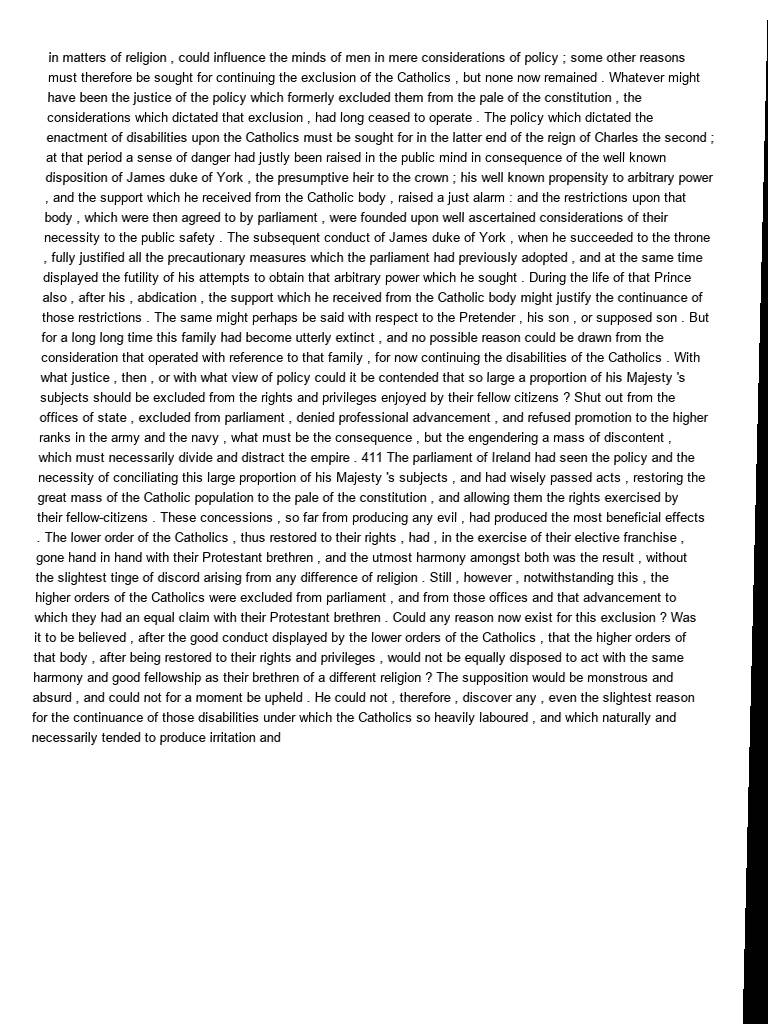 in matters of religion , could influence the minds of men in mere considerations of policy ; some other reasons
must therefore be sought for continuing the exclusion of the Catholics , but none now remained . Whatever might
have been the justice of the policy which formerly excluded them from the pale of the constitution , the
considerations which dictated that exclusion , had long ceased to operate . The policy which dictated the
enactment of disabilities upon the Catholics must be sought for in the latter end of the reign of Charles the second ;
at that period a sense of danger had justly been raised in the public mind in consequence of the well known
disposition of James duke of York , the presumptive heir to the crown ; his well known propensity to arbitrary power
, and the support which he received from the Catholic body , raised a just alarm : and the restrictions upon that
body , which were then agreed to by parliament , were founded upon well ascertained considerations of their
necessity to the public safety . The subsequent conduct of James duke of York , when he succeeded to the throne
, fully justified all the precautionary measures which the parliament had previously adopted , and at the same time
displayed the futility of his attempts to obtain that arbitrary power which he sought . During the life of that Prince
also , after his , abdication , the support which he received from the Catholic body might justify the continuance of
those restrictions . The same might perhaps be said with respect to the Pretender , his son , or supposed son . But
for a long long time this family had become utterly extinct , and no possible reason could be drawn from the
consideration that operated with reference to that family , for now continuing the disabilities of the Catholics . With
what justice , then , or with what view of policy could it be contended that so large a proportion of his Majesty 's
subjects should be excluded from the rights and privileges enjoyed by their fellow citizens ? Shut out from the
offices of state , excluded from parliament , denied professional advancement , and refused promotion to the higher
ranks in the army and the navy , what must be the consequence , but the engendering a mass of discontent ,
which must necessarily divide and distract the empire . 411 The parliament of Ireland had seen the policy and the
necessity of conciliating this large proportion of his Majesty 's subjects , and had wisely passed acts , restoring the
great mass of the Catholic population to the pale of the constitution , and allowing them the rights exercised by
their fellow-citizens . These concessions , so far from producing any evil , had produced the most beneficial effects
. The lower order of the Catholics , thus restored to their rights , had , in the exercise of their elective franchise ,
gone hand in hand with their Protestant brethren , and the utmost harmony amongst both was the result , without
the slightest tinge of discord arising from any difference of religion . Still , however , notwithstanding this , the
higher orders of the Catholics were excluded from parliament , and from those offices and that advancement to
which they had an equal claim with their Protestant brethren . Could any reason now exist for this exclusion ? Was
it to be believed , after the good conduct displayed by the lower orders of the Catholics , that the higher orders of
that body , after being restored to their rights and privileges , would not be equally disposed to act with the same
harmony and good fellowship as their brethren of a different religion ? The supposition would be monstrous and
absurd , and could not for a moment be upheld . He could not , therefore , discover any , even the slightest reason
for the continuance of those disabilities under which the Catholics so heavily laboured , and which naturally and
necessarily tended to produce irritation and